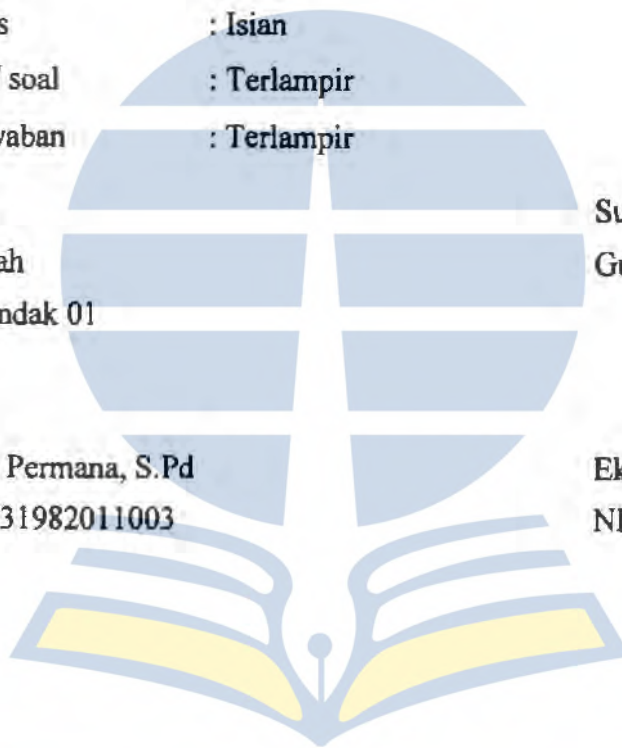 s : Isian
soal : Terlampir
vaban : Terlampir
Su
ah Gu
ndak 01
Permana, S.Pd Ek
31982011003 NI